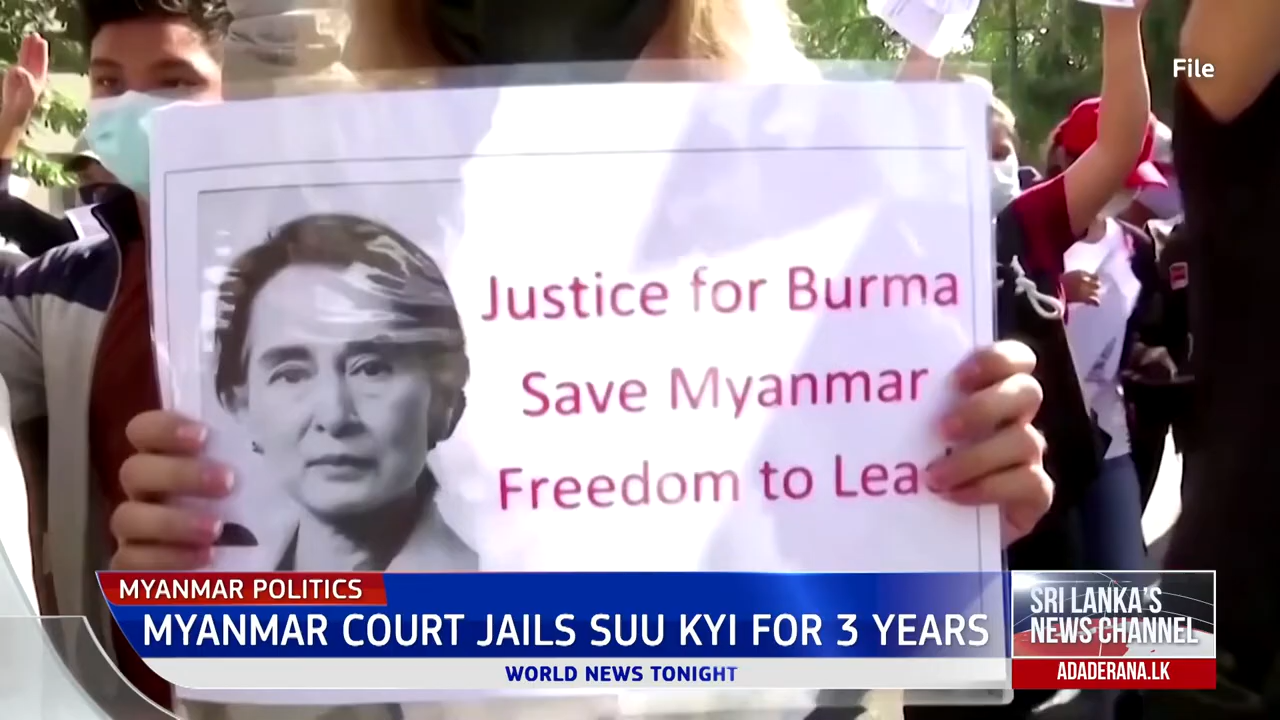 File
Justice for Burma
Save Myanmar
Freedom to Lea
MYANMAR POLITICS
MYANMAR COURT JAILS SUU KYI FOR 3 YEARS
WORLD NEWS TONIGHT
SRI LANKA'S
NEWS CHANNEL
ADADERANA.LK